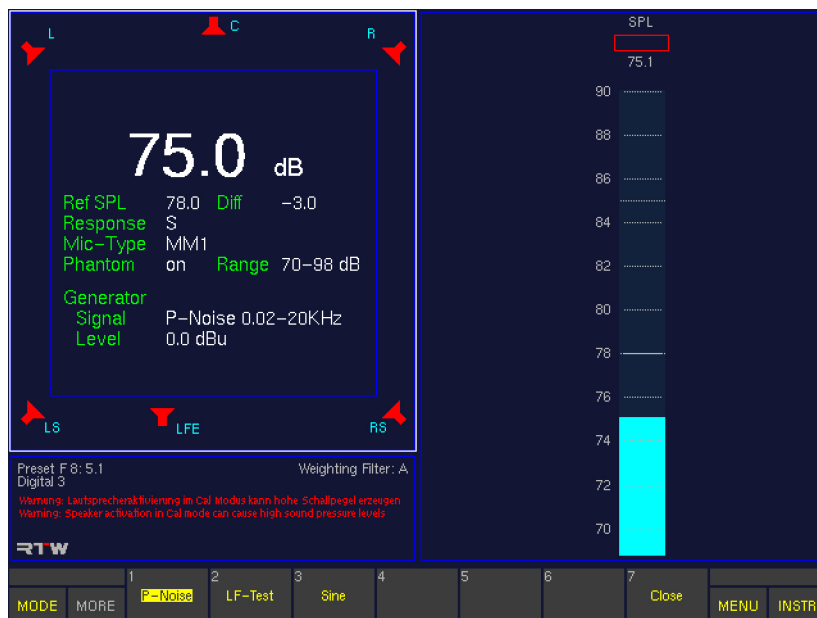 L
C
R
75.0 dB
Ref SPL 78.0 Diff −3.0
Response S
Mic−Type MM1
Phantom on Range 70−98 dB
Generator
Signal P−Noise 0.02−20KHz
Level 0.0 dBu
LS
LFE
RS
Preset F 8: 5.1 Weighting Filter: A
Digital 3
Warnung: Lautsprecheraktivierung im Cal Modus kann hohe Schallpegel erzeugen
Warning: Speaker activation in Cal mode can cause high sound pressure levels
RTW
SPL
75.1
90
88
86
84
82
80
78
76
74
72
70
MODE
MORE
1 P−Noise
2 LF−Test
3 Sine
4
5
6
7 Close
MENU
INSTR